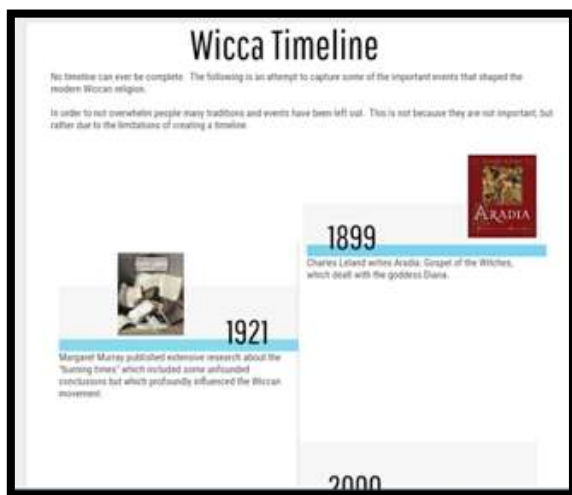 Wicca Timeline
No timeline can ever be complete. The following is an attempt to capture some of the important events that shaped the
modern Wiccan religion.
In order to not overwhelm people many traditions and events have been left out. This is not because they are not important, but
rather due to the limitations of creating a timeline.
ARADIA
1899
Charles Leland writes Aradia: Gospel of the Witches,
which dealt with the goddess Diana.
1921
Margaret Murray published extensive research about the
"burning times" which included some unfounded
conclusions but which profoundly influenced the Wiccan
movement.
2000